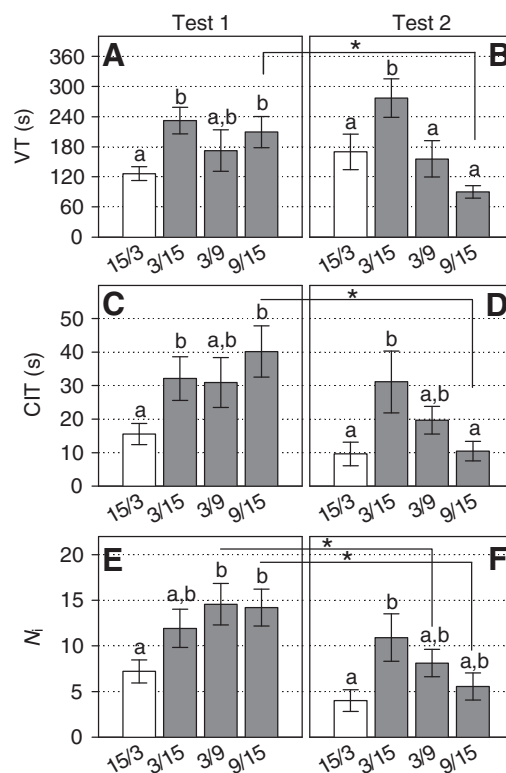 Test 1 Test 2
A B
VT (s)
360
300
240
180
120
60
0
a b a,b b
a b a a
*
15/3 3/15 3/9 9/15 15/3 3/15 3/9 9/15
C D
CIT (s)
50
40
30
20
10
0
a b a,b b
a b a,b a
*
15/3 3/15 3/9 9/15 15/3 3/15 3/9 9/15
E F
Ni
20
15
10
5
0
a a,b b b
a b a,b a,b
*
*
15/3 3/15 3/9 9/15 15/3 3/15 3/9 9/15